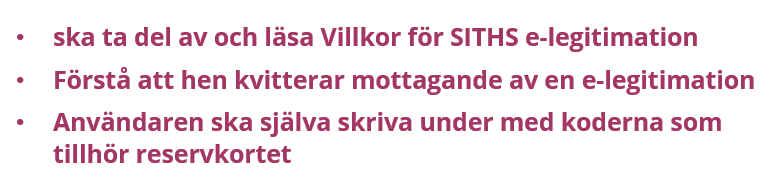 • ska ta del av och läsa Villkor för SITHS e-legitimation
• Förstå att hen kvitterar mottagande av en e-legitimation
• Användaren ska själva skriva under med koderna som
tillhör reservkortet